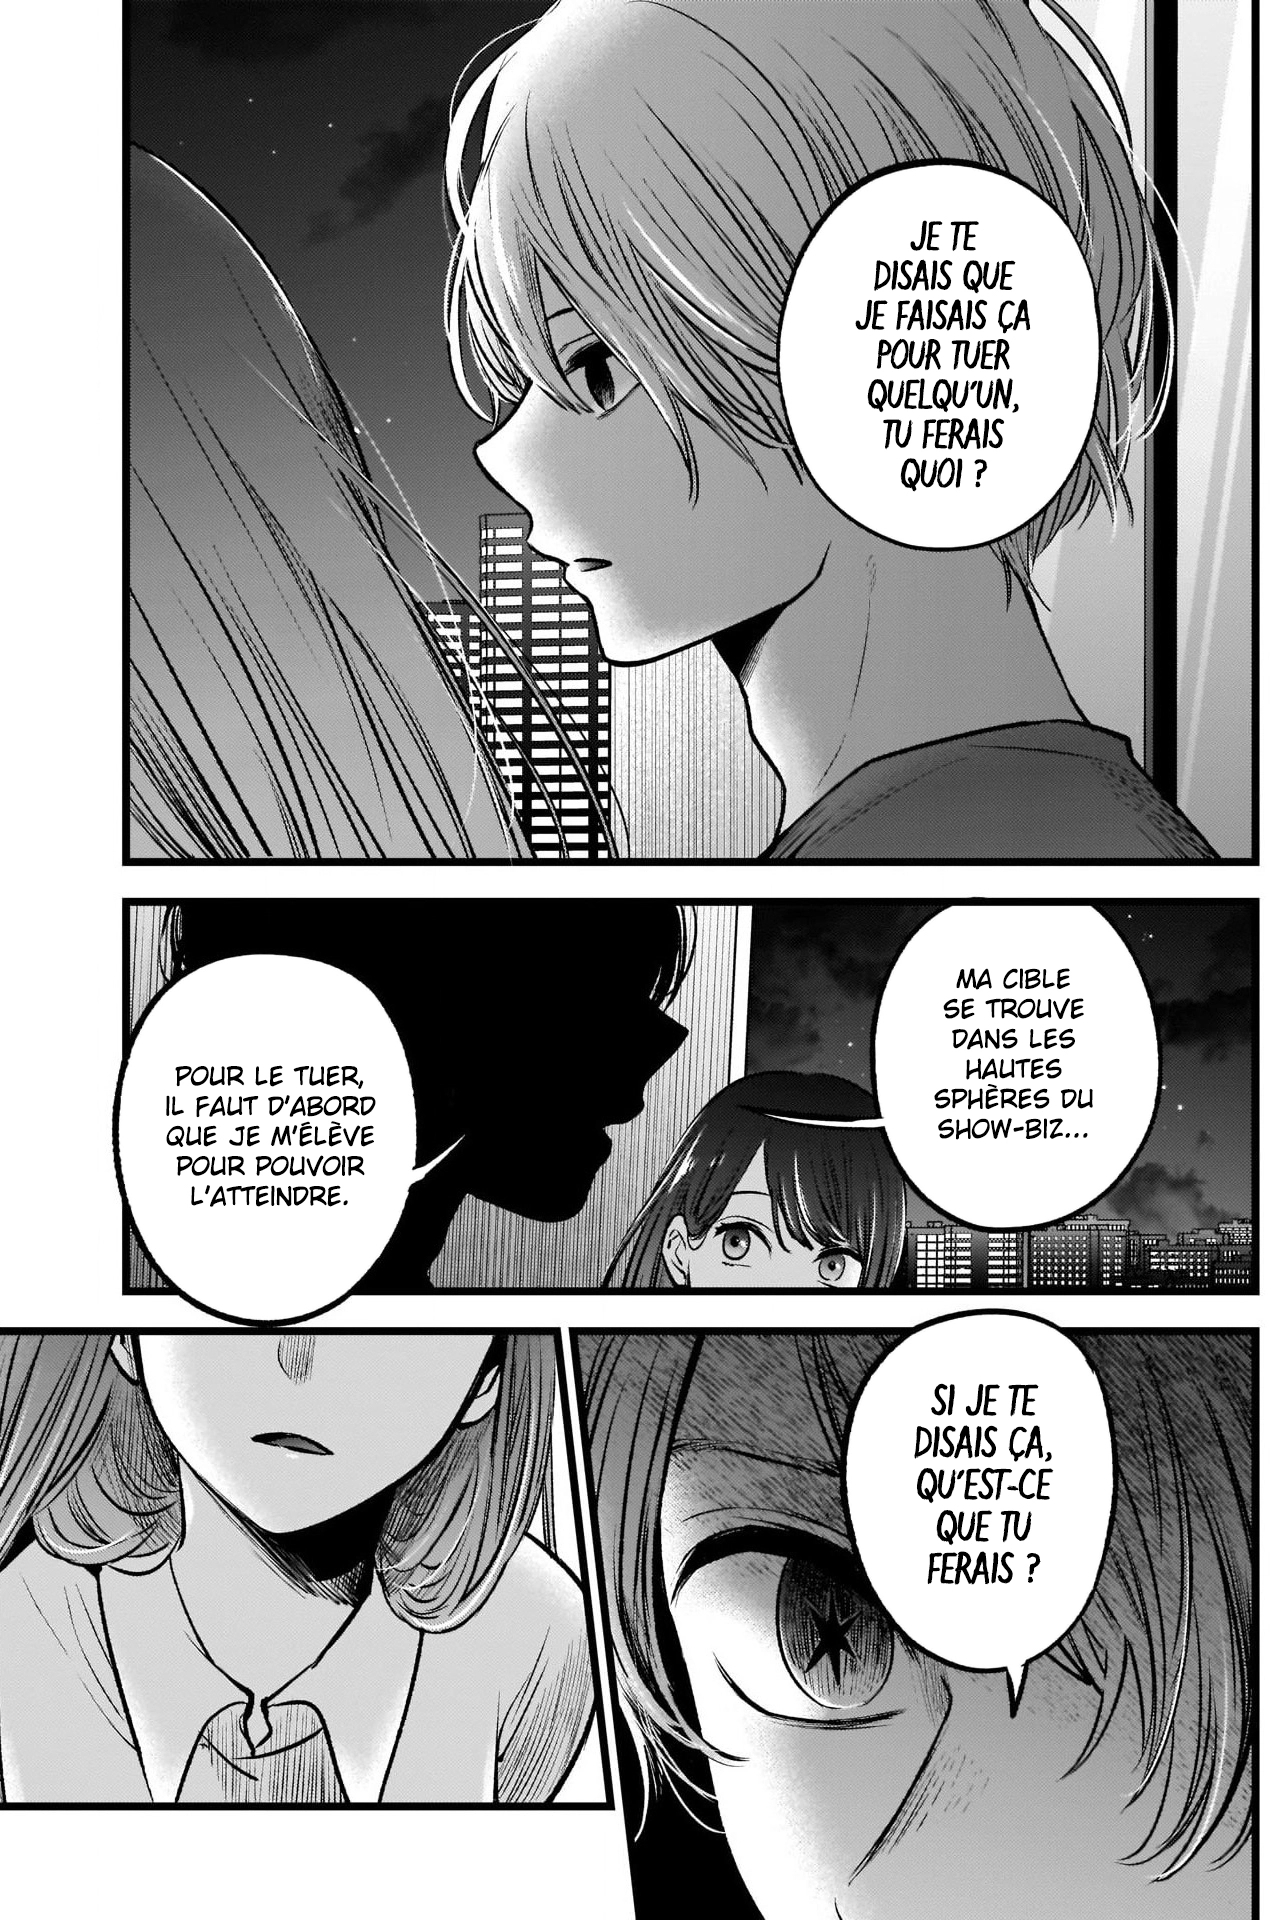 JE TE
DISAIS QUE
JE FAISAIS ÇA
POUR TUER
QUELQU'UN,
TU FERAIS
QUOI ?
MA CIBLE
SE TROUVE
DANS LES
HAUTES
SPHÈRES DU
SHOW-BIZ...
POUR LE TUER,
IL FAUT D'ABORD
QUE JE M'ÉLÈVE
POUR POUVOIR
L'ATTEINDRE.
SI JE TE
DISAIS ÇA,
QU'EST-CE
QUE TU
FERAIS ?